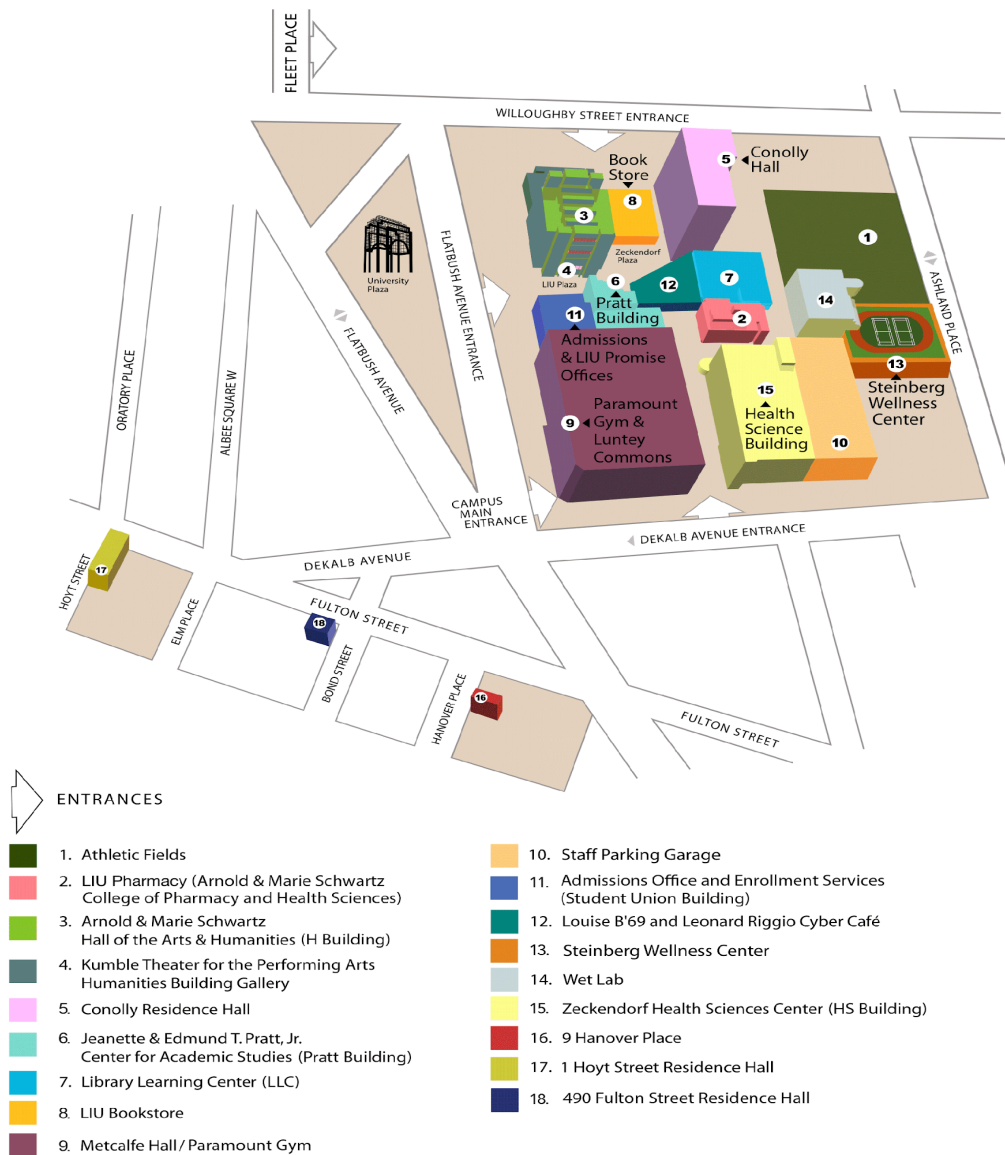 FLEET PLACE
WILLOUGHBY STREET ENTRANCE
Book
Store
8
5
Conolly
Hall
3
Zeckendorf
Plaza
1
4
LIU Plaza
6
Pratt
Building
12
7
2
14
University
Plaza
FLATBUSH AVENUE ENTRANCE
FLATBUSH AVENUE
ASHLAND PLACE
11
Admissions
& LIU Promise
Offices
9
Paramount
Gym &
Luntey
Commons
15
Health
Science
Building
10
13
Steinberg
Wellness
Center
ORATORY PLACE
ALBEE SQUARE W
CAMPUS
MAIN
ENTRANCE
DEKALB AVENUE ENTRANCE
DEKALB AVENUE
HOYT STREET
17
ELM PLACE
18
FULTON STREET
BOND STREET
HANOVER PLACE
16
FULTON STREET
ENTRANCES
1. Athletic Fields
2. LIU Pharmacy (Arnold & Marie Schwartz
College of Pharmacy and Health Sciences)
3. Arnold & Marie Schwartz
Hall of the Arts & Humanities (H Building)
4. Kumble Theater for the Performing Arts
Humanities Building Gallery
5. Conolly Residence Hall
6. Jeanette & Edmund T. Pratt, Jr.
Center for Academic Studies (Pratt Building)
7. Library Learning Center (LLC)
8. LIU Bookstore
9. Metcalfe Hall/Paramount Gym
10. Staff Parking Garage
11. Admissions Office and Enrollment Services
(Student Union Building)
12. Louise B'69 and Leonard Riggio Cyber Café
13. Steinberg Wellness Center
14. Wet Lab
15. Zeckendorf Health Sciences Center (HS Building)
16. 9 Hanover Place
17. 1 Hoyt Street Residence Hall
18. 490 Fulton Street Residence Hall